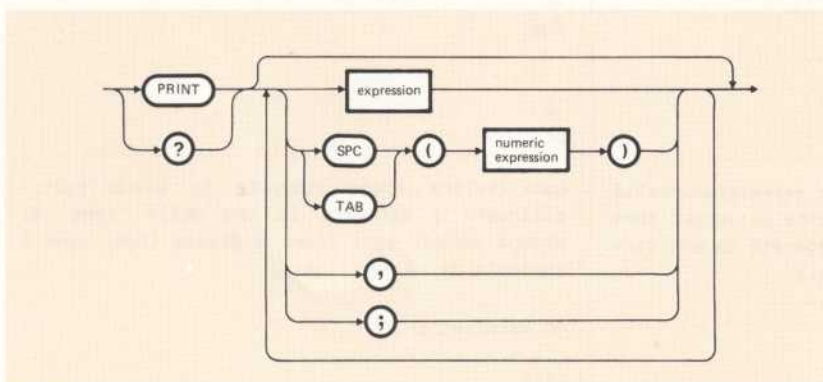 PRINT
expression
?
SPC
(
numeric
expression
)
TAB
,
;